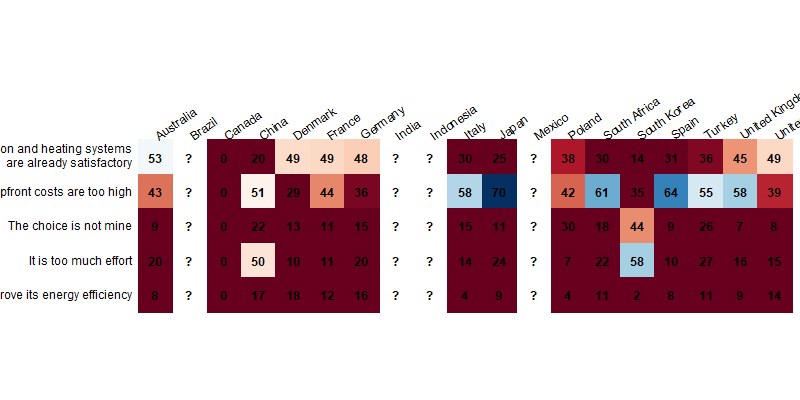 Australia Brazil Canada China Denmark France Germany India Indonesia Italy Japan Mexico Poland South Africa South Korea Spain Turkey United Kingdo Unite
on and heating systems
are already satisfactory 53 ? 0 20 49 49 48 ? ? 30 25 ? 38 30 14 31 36 45 49
pfront costs are too high 43 ? 0 51 29 44 36 ? ? 58 70 ? 42 61 35 64 55 58 39
The choice is not mine 9 ? 0 22 13 11 15 ? ? 15 11 ? 30 18 44 9 26 7 8
It is too much effort 20 ? 0 50 10 11 20 ? ? 14 24 ? 7 22 58 10 27 16 15
rove its energy efficiency 8 ? 0 17 18 12 16 ? ? 4 9 ? 4 11 2 8 11 9 14